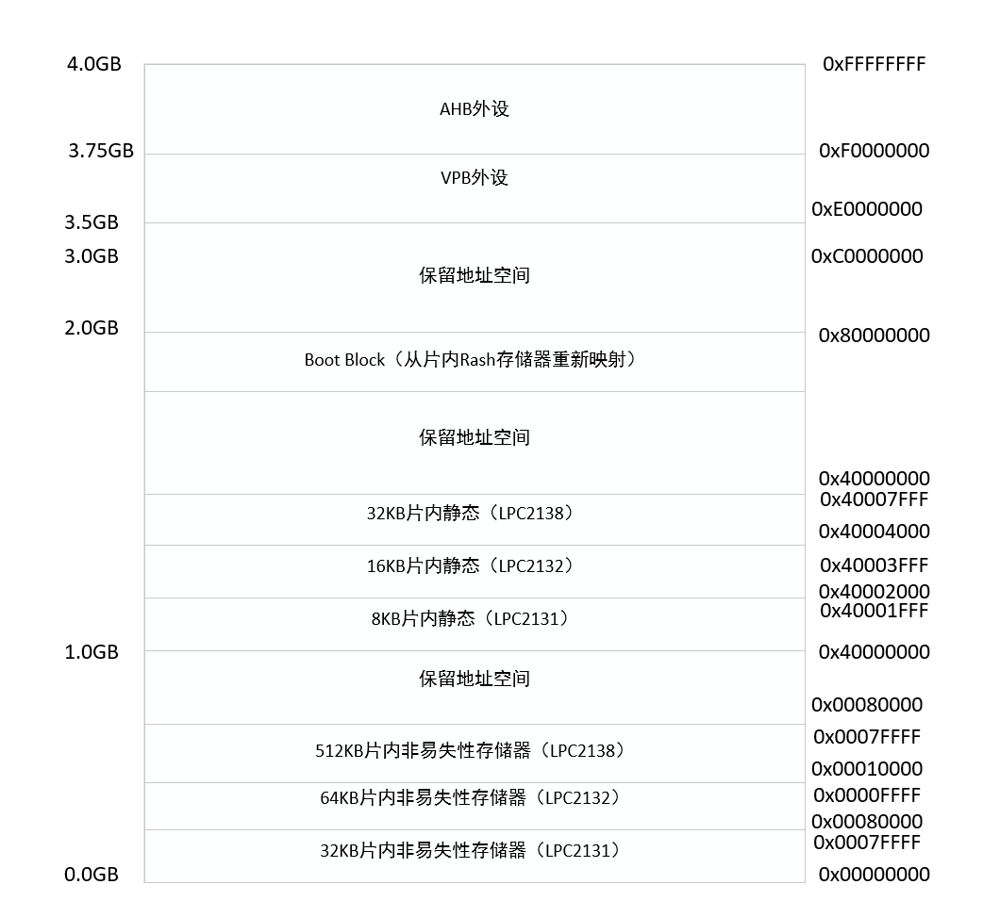 4.0GB
0xFFFFFFFF
AHB外设
3.75GB
0xF0000000
VPB外设
0xE0000000
3.5GB
3.0GB
0xC0000000
保留地址空间
2.0GB
0x80000000
Boot Block（从片内Rash存储器重新映射）
保留地址空间
0x40000000
0x40007FFF
32KB片内静态（LPC2138）
0x40004000
16KB片内静态（LPC2132）
0x40003FFF
0x40002000
0x40001FFF
8KB片内静态（LPC2131）
1.0GB
0x40000000
保留地址空间
0x00080000
0x0007FFFF
512KB片内非易失性存储器（LPC2138）
0x00010000
0x0000FFFF
64KB片内非易失性存储器（LPC2132）
0x00080000
0x0007FFFF
32KB片内非易失性存储器（LPC2131）
0.0GB
0x00000000